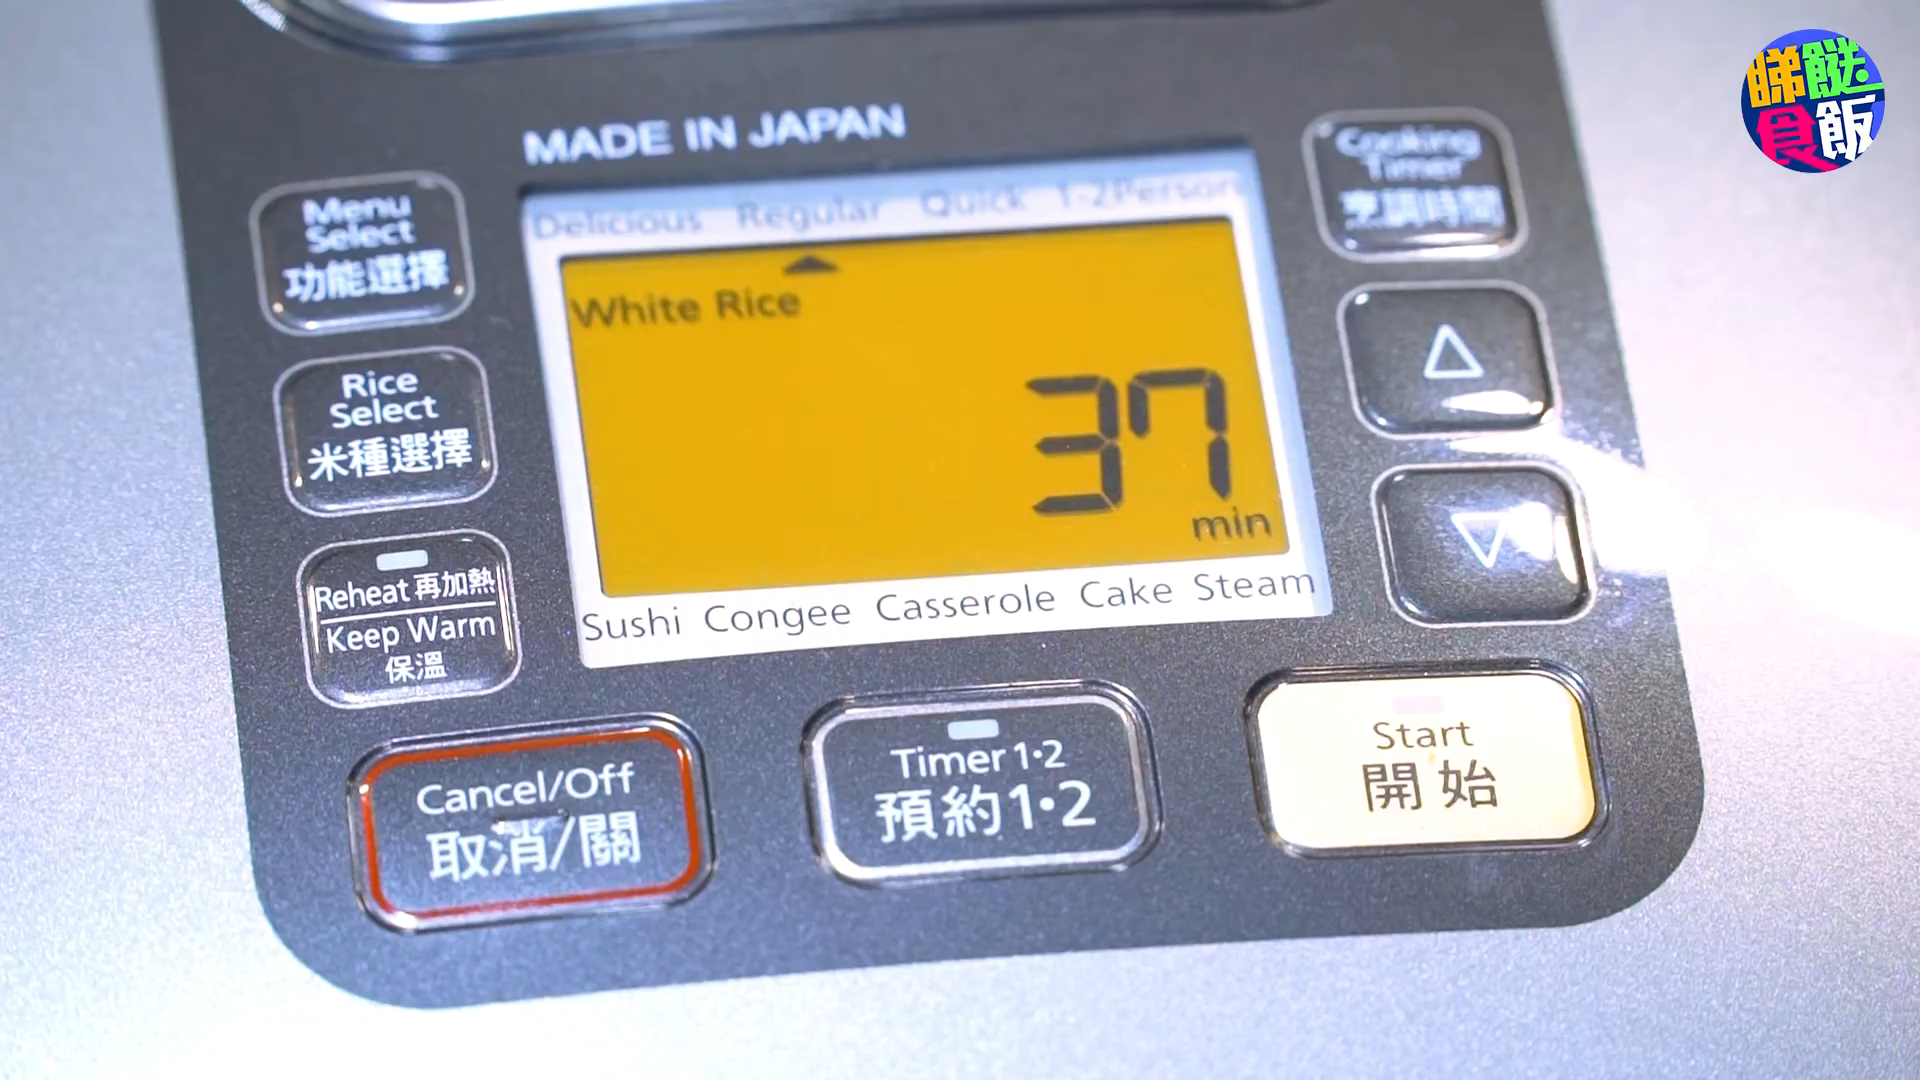 睇餸食飯
MADE IN JAPAN
Delicious Regular Quick 1-2Person
White Rice
37
min
Sushi Congee Casserole Cake Steam
Menu
Select
功能選擇
Rice
Select
米種選擇
Reheat 再加熱
Keep Warm
保溫
Cooking
Timer
烹調時間
Cancel/Off
取消/關
Timer 1•2
預約1•2
Start
開始